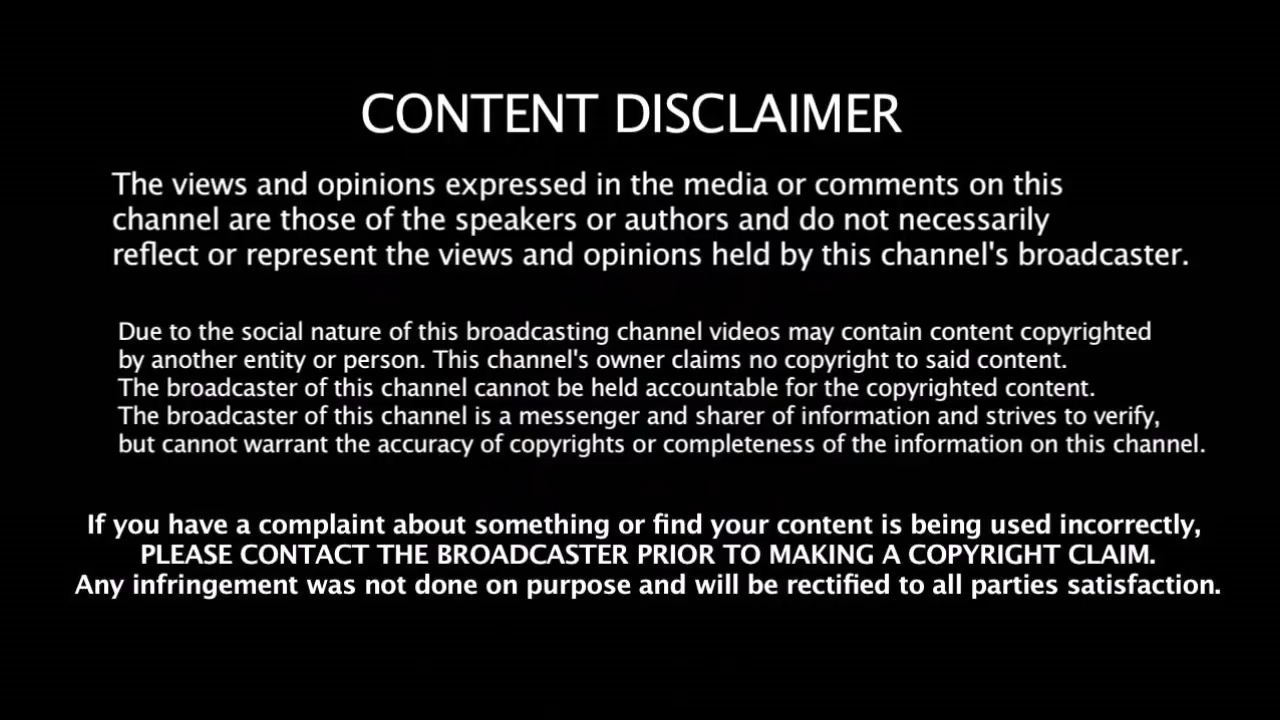 CONTENT DISCLAIMER
The views and opinions expressed in the media or comments on this
channel are those of the speakers or authors and do not necessarily
reflect or represent the views and opinions held by this channel's broadcaster.
Due to the social nature of this broadcasting channel videos may contain content copyrighted
by another entity or person. This channel's owner claims no copyright to said content.
The broadcaster of this channel cannot be held accountable for the copyrighted content.
The broadcaster of this channel is a messenger and sharer of information and strives to verify,
but cannot warrant the accuracy of copyrights or completeness of the information on this channel.
If you have a complaint about something or find your content is being used incorrectly,
PLEASE CONTACT THE BROADCASTER PRIOR TO MAKING A COPYRIGHT CLAIM.
Any infringement was not done on purpose and will be rectified to all parties satisfaction.